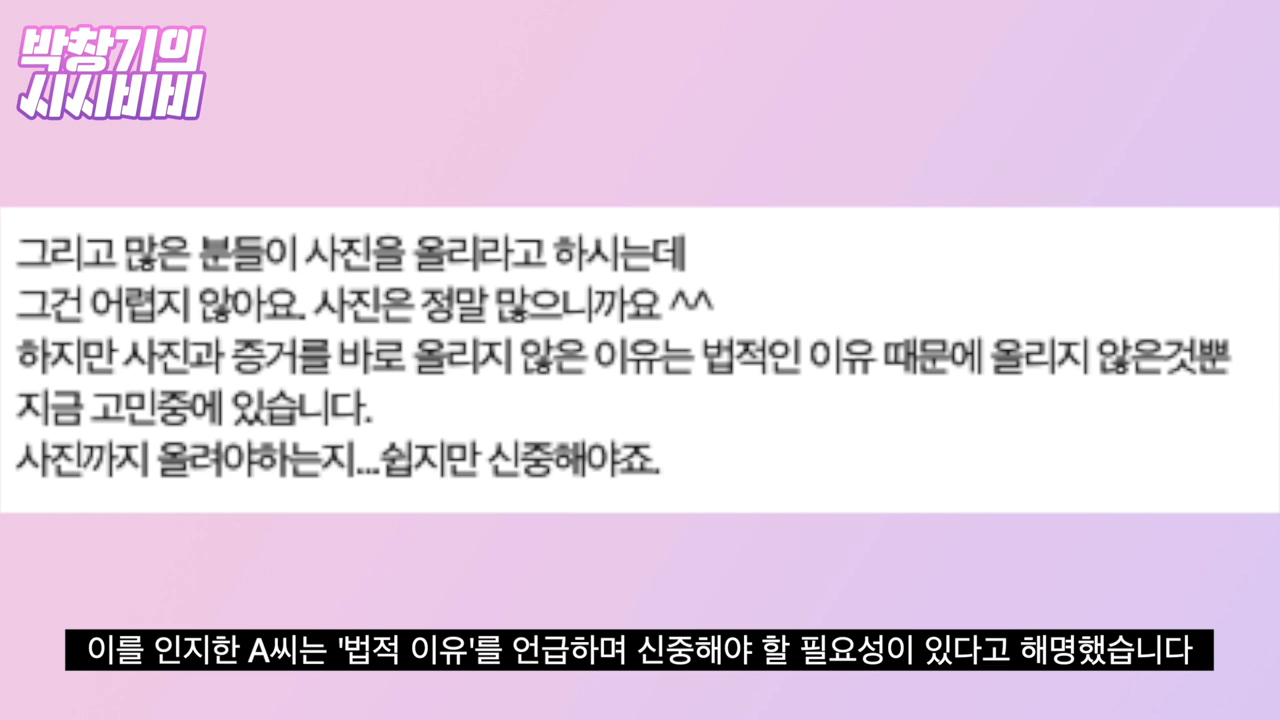 박창기의
시시비비
그리고 많은 분들이 사진을 올리라고 하시는데
그건 어렵지 않아요. 사진은 정말 많으니까요 ^^
하지만 사진과 증거를 바로 올리지 않은 이유는 법적인 이유 때문에 올리지 않은것뿐
지금 고민중에 있습니다.
사진까지 올려야하는지...쉽지만 신중해야죠.
이를 인지한 A씨는 '법적 이유'를 언급하며 신중해야 할 필요성이 있다고 해명했습니다